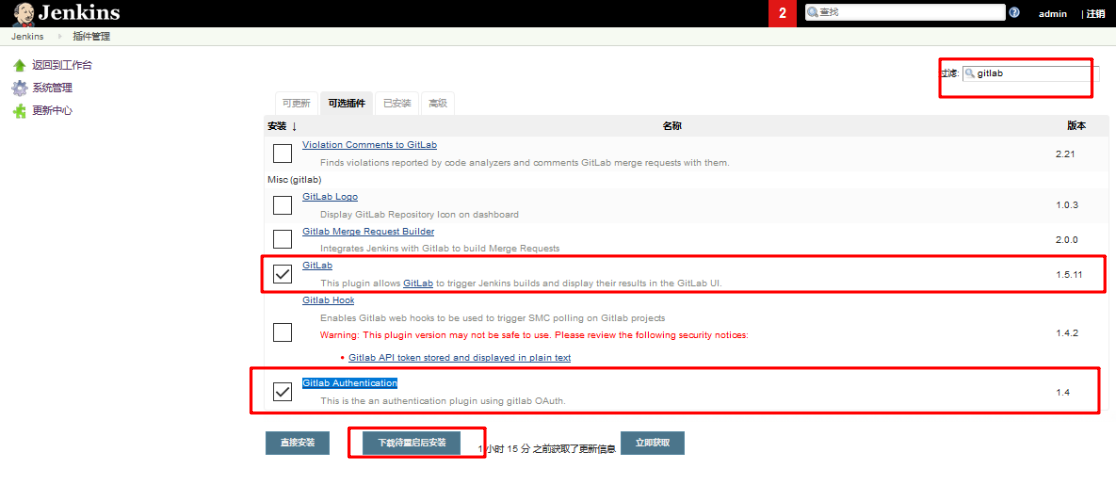 Jenkins
2
查找
admin
| 注销
Jenkins
插件管理
返回到工作台
系统管理
更新中心
过滤: gitlab
可更新
可选插件
已安装
高级
安装 ↓
名称
版本
Violation Comments to GitLab
2.21
Finds violations reported by code analyzers and comments GitLab merge requests with them.
Misc (gitlab)
GitLab Logo
1.0.3
Display GitLab Repository Icon on dashboard
Gitlab Merge Request Builder
2.0.0
Integrates Jenkins with Gitlab to build Merge Requests
GitLab
1.5.11
This plugin allows GitLab to trigger Jenkins builds and display their results in the GitLab UI.
Gitlab Hook
Enables Gitlab web hooks to be used to trigger SMC polling on Gitlab projects
Warning: This plugin version may not be safe to use. Please review the following security notices:
1.4.2
• Gitlab API token stored and displayed in plain text
Gitlab Authentication
1.4
This is the an authentication plugin using gitlab OAuth.
直接安装
下载待重启后安装
1 小时 15 分 之前获取了更新信息
立即获取